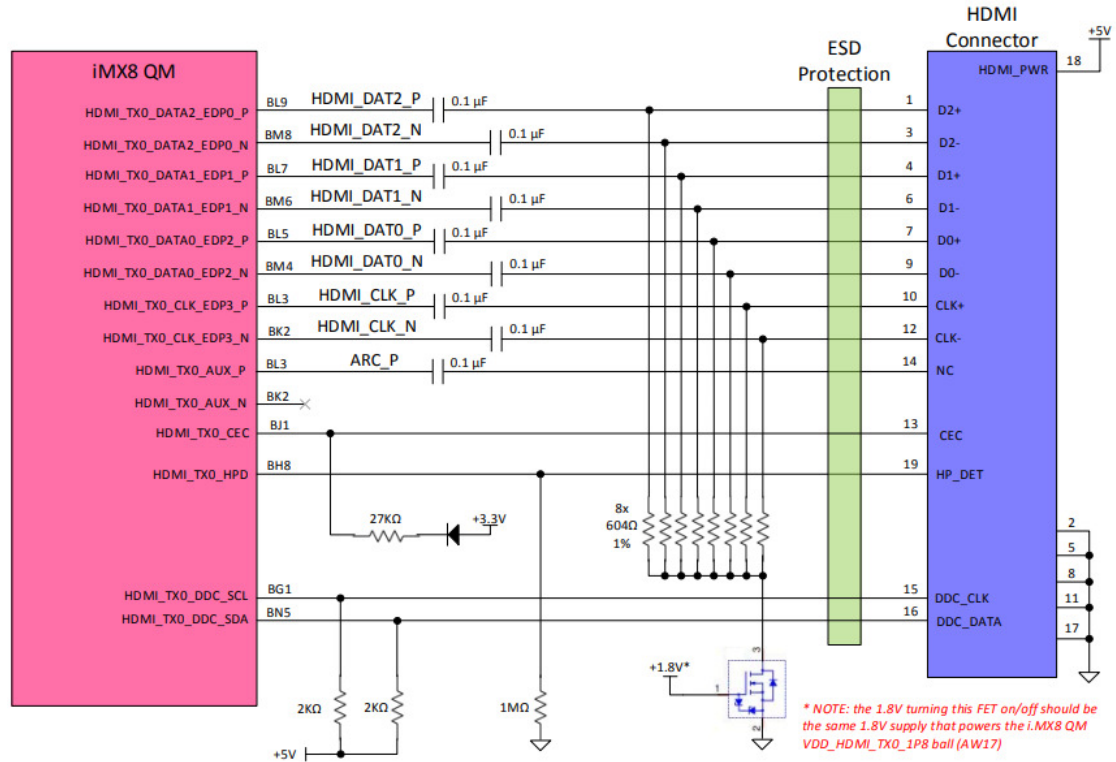 HDMI
Connector
+5V
ESD
Protection
iMX8 QM
HDMI_PWR
18
HDMI_TX0_DATA2_EDP0_P BL9 HDMI_DAT2_P 0.1 µF 1 D2+
HDMI_TX0_DATA2_EDP0_N BM8 HDMI_DAT2_N 0.1 µF 3 D2-
HDMI_TX0_DATA1_EDP1_P BL7 HDMI_DAT1_P 0.1 µF 4 D1+
HDMI_TX0_DATA1_EDP1_N BM6 HDMI_DAT1_N 0.1 µF 6 D1-
HDMI_TX0_DATA0_EDP2_P BL5 HDMI_DAT0_P 0.1 µF 7 D0+
HDMI_TX0_DATA0_EDP2_N BM4 HDMI_DAT0_N 0.1 µF 9 D0-
HDMI_TX0_CLK_EDP3_P BL3 HDMI_CLK_P 0.1 µF 10 CLK+
HDMI_TX0_CLK_EDP3_N BK2 HDMI_CLK_N 0.1 µF 12 CLK-
HDMI_TX0_AUX_P BL3 ARC_P 0.1 µF 14 NC
HDMI_TX0_AUX_N BK2
HDMI_TX0_CEC BJ1 13 CEC
HDMI_TX0_HPD BH8 19 HP_DET
8x
604Ω
1%
27KΩ +3.3V
2
5
8
11
17
HDMI_TX0_DDC_SCL BG1 15 DDC_CLK
HDMI_TX0_DDC_SDA BN5 16 DDC_DATA
+1.8V*
3
1
2
2KΩ 2KΩ 1MΩ
+5V
* NOTE: the 1.8V turning this FET on/off should be
the same 1.8V supply that powers the i.MX8 QM
VDD_HDMI_TX0_1P8 ball (AW17)